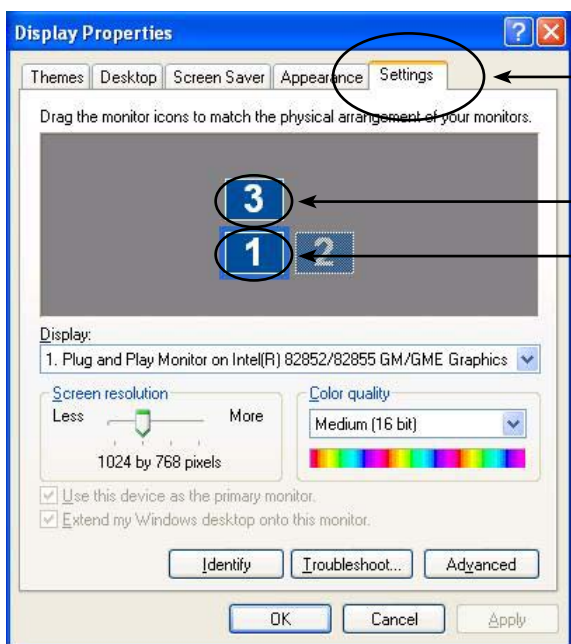 Display Properties
Themes Desktop Screen Saver Appearance Settings
Drag the monitor icons to match the physical arrangement of your monitors.
3
1 2
Display:
1. Plug and Play Monitor on Intel(R) 82852/82855 GM/GME Graphics
Screen resolution
Less More
1024 by 768 pixels
Color quality
Medium (16 bit)
Use this device as the primary monitor.
Extend my Windows desktop onto this monitor.
Identify Troubleshoot... Advanced
OK Cancel Apply